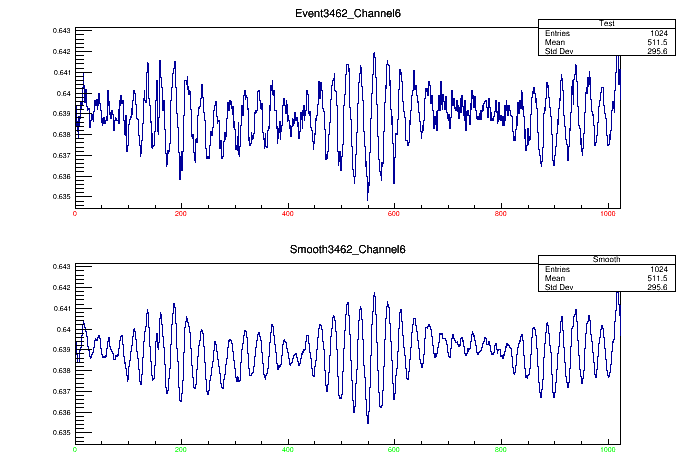 Event3462_Channel6
Test
Entries 1024
Mean 511.5
Std Dev 295.6
0.643
0.642
0.641
0.64
0.639
0.638
0.637
0.636
0.635
0 200 400 600 800 1000
Smooth3462_Channel6
Smooth
Entries 1024
Mean 511.5
Std Dev 295.6
0.643
0.642
0.641
0.64
0.639
0.638
0.637
0.636
0.635
0 200 400 600 800 1000